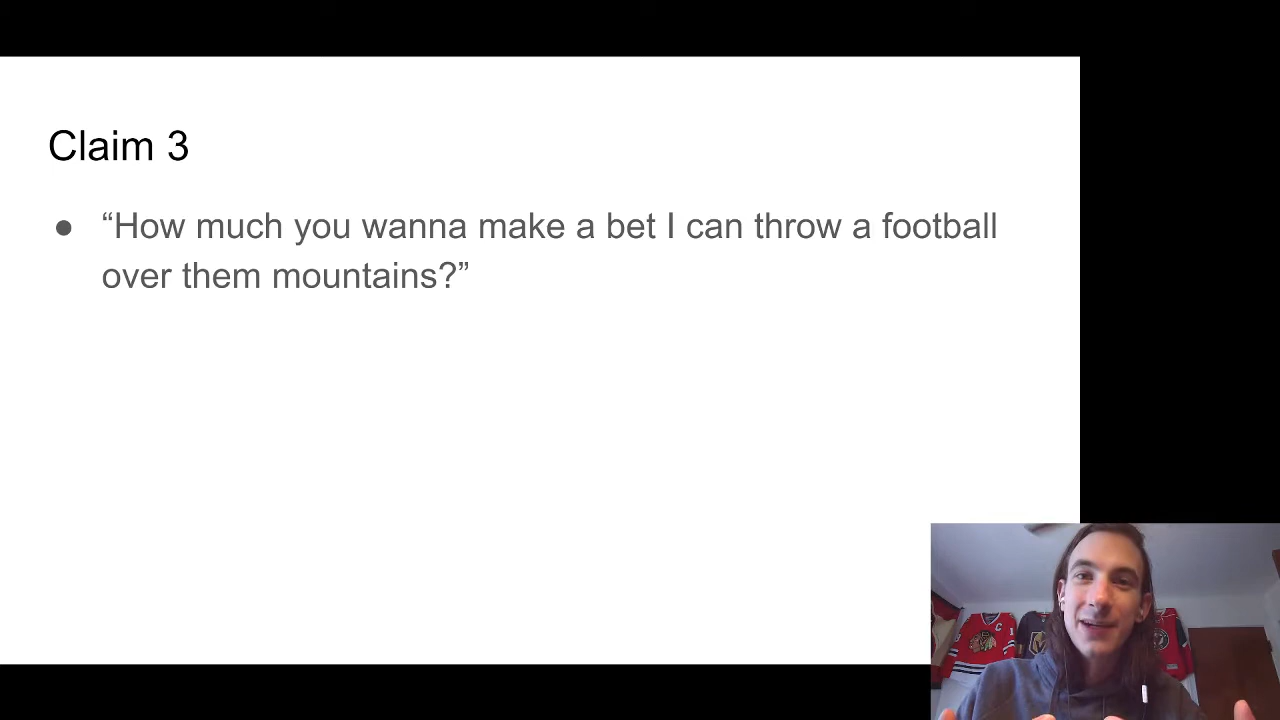 Claim 3
● “How much you wanna make a bet I can throw a football
over them mountains?”
C